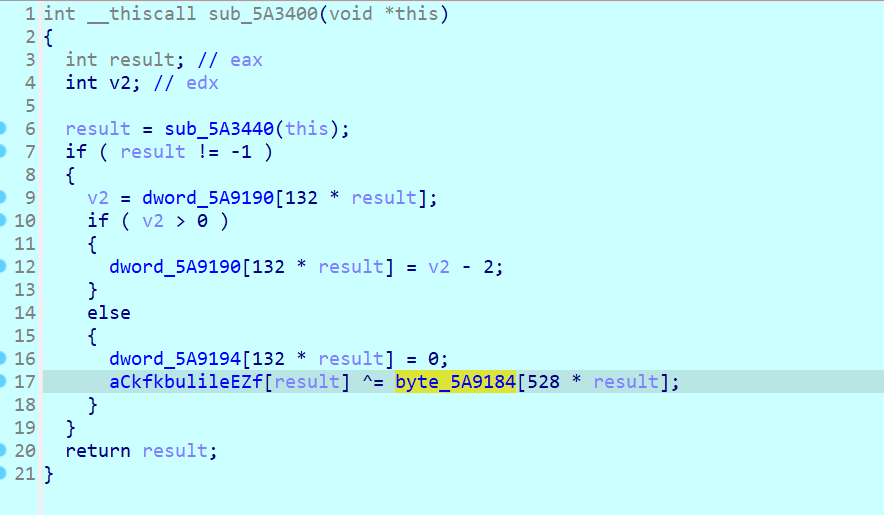 1 int __thiscall sub_5A3400(void *this)
2 {
3   int result; // eax
4   int v2; // edx
5
6   result = sub_5A3440(this);
7   if ( result != -1 )
8   {
9     v2 = dword_5A9190[132 * result];
10     if ( v2 > 0 )
11     {
12       dword_5A9190[132 * result] = v2 - 2;
13     }
14     else
15     {
16       dword_5A9194[132 * result] = 0;
17       aCkfkbulileEZf[result] ^= byte_5A9184[528 * result];
18     }
19   }
20   return result;
21 }